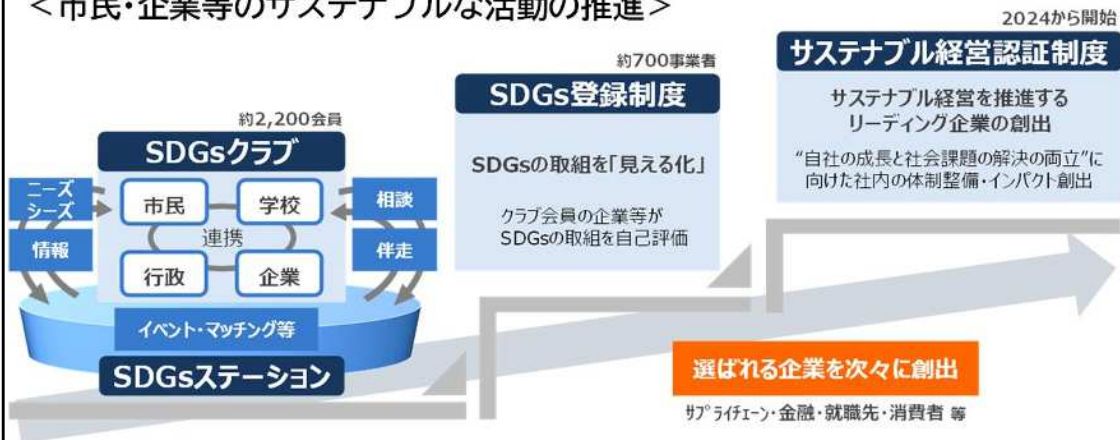 ＜市民・企業等のサステナブルな活動の推進＞
約2,200会員
SDGsクラブ
ニーズ
シーズ
情報
市民
学校
連携
行政
企業
相談
伴走
イベント・マッチング等
SDGsステーション
約700事業者
SDGs登録制度
SDGsの取組を「見える化」
クラブ会員の企業等が
SDGsの取組を自己評価
2024から開始
サステナブル経営認証制度
サステナブル経営を推進する
リーディング企業の創出
“自社の成長と社会課題の解決の両立”に
向けた社内の体制整備・インパクト創出
選ばれる企業を次々に創出
ｻﾌﾟﾗｲﾁｪｰﾝ・金融・就職先・消費者 等